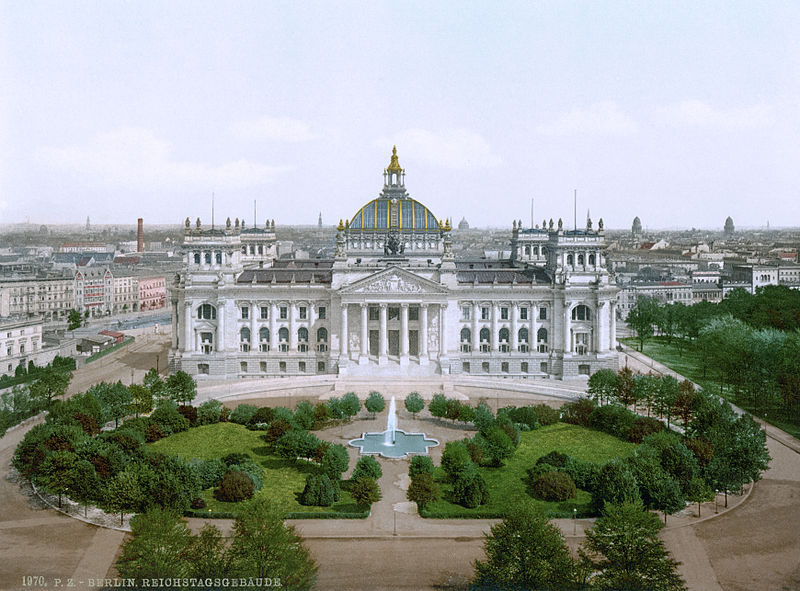 1970. P. Z. - BERLIN. REICHSTAGSGEBÄUDE.